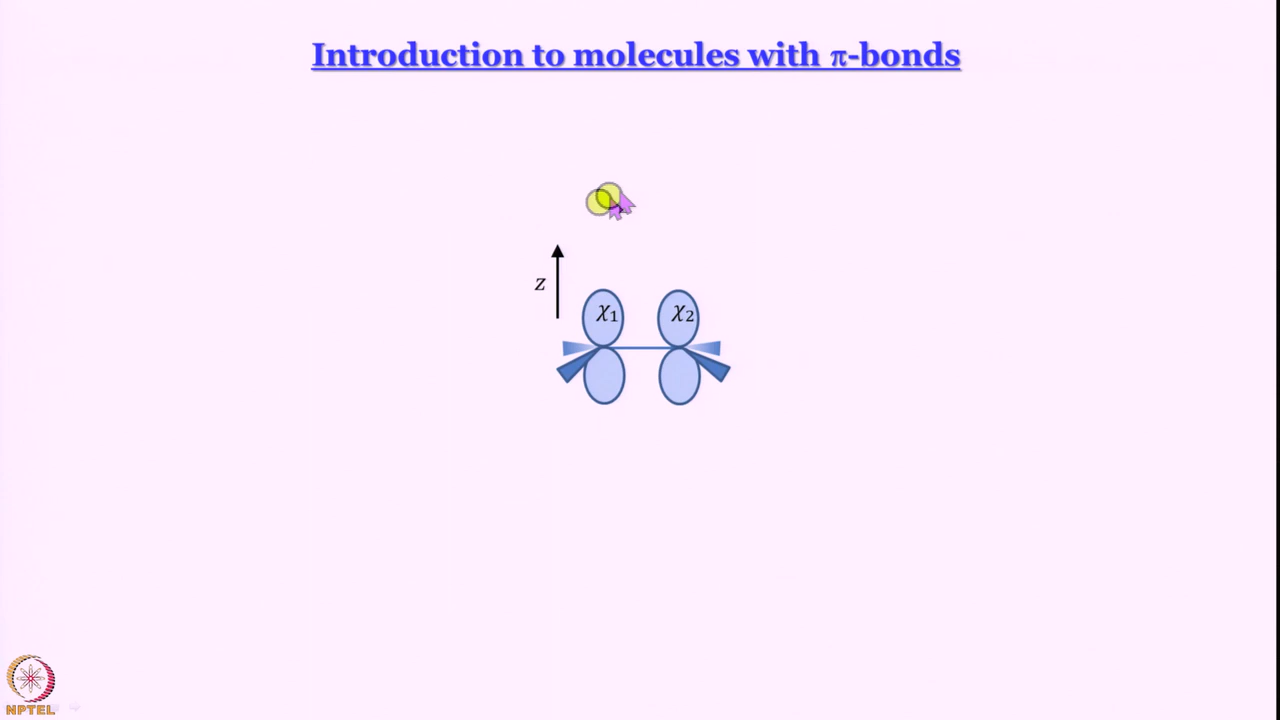 Introduction to molecules with π-bonds
z
χ1 χ2
NPTEL